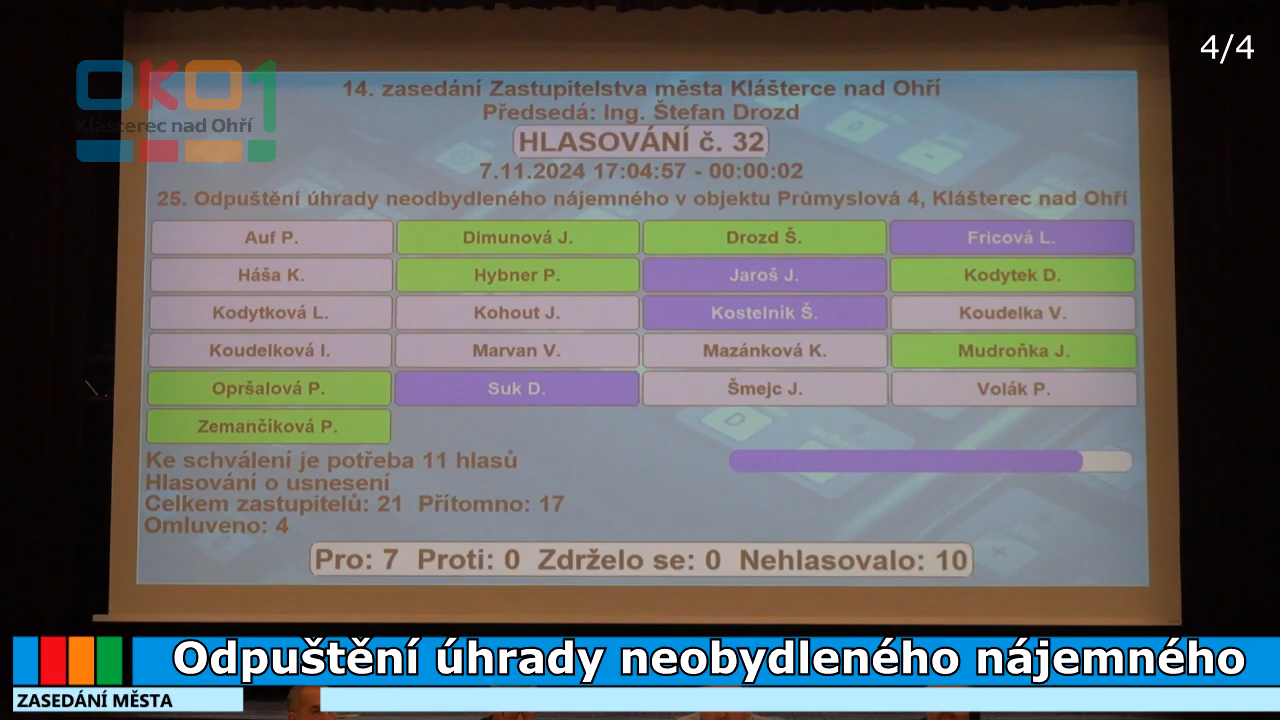 4/4
OKO1
Klášterec nad Ohří
14. zasedání Zastupitelstva města Klášterce nad Ohří
Předsedá: Ing. Štefan Drozd
HLASOVÁNÍ č. 32
7.11.2024 17:04:57 - 00:00:02
25. Odpuštění úhrady neodbydleného nájemného v objektu Průmyslová 4, Klášterec nad Ohří
Auf P. Dimunová J. Drozd Š. Fricová L.
Háša K. Hybner P. Jaroš J. Kodytek D.
Kodytková L. Kohout J. Kostelník Š. Koudelka V.
Koudelková I. Marvan V. Mazánková K. Mudroňka J.
Opršalová P. Suk D. Šmejc J. Volák P.
Zemančíková P.
Ke schválení je potřeba 11 hlasů
Hlasování o usnesení
Celkem zastupitelů: 21 Přítomno: 17
Omluveno: 4
Pro: 7 Proti: 0 Zdrželo se: 0 Nehlasovalo: 10
Odpuštění úhrady neobydleného nájemného
ZASEDÁNÍ MĚSTA